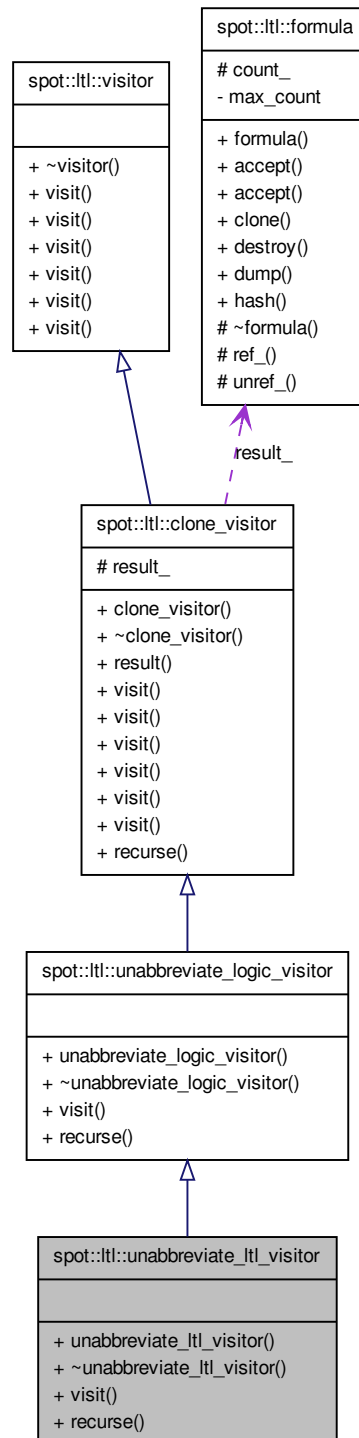 spot::ltl::formula
# count_
- max_count
+ formula()
+ accept()
+ accept()
+ clone()
+ destroy()
+ dump()
+ hash()
# ~formula()
# ref_()
# unref_()
spot::ltl::visitor
+ ~visitor()
+ visit()
+ visit()
+ visit()
+ visit()
+ visit()
+ visit()
result_
spot::ltl::clone_visitor
# result_
+ clone_visitor()
+ ~clone_visitor()
+ result()
+ visit()
+ visit()
+ visit()
+ visit()
+ visit()
+ visit()
+ recurse()
spot::ltl::unabbreviate_logic_visitor
+ unabbreviate_logic_visitor()
+ ~unabbreviate_logic_visitor()
+ visit()
+ recurse()
spot::ltl::unabbreviate_ltl_visitor
+ unabbreviate_ltl_visitor()
+ ~unabbreviate_ltl_visitor()
+ visit()
+ recurse()